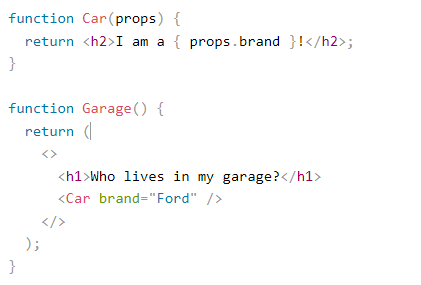 function Car(props) {
  return <h2>I am a { props.brand }!</h2>;
}

function Garage() {
  return (
    <>
      <h1>Who lives in my garage?</h1>
      <Car brand="Ford" />
    </>
  );
}